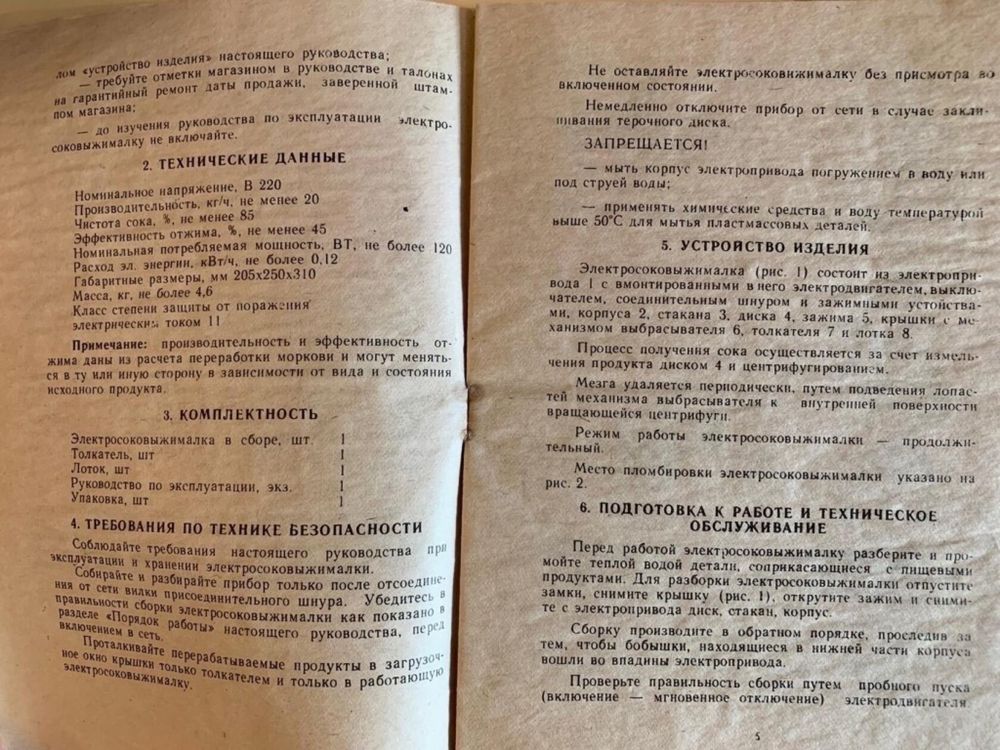 лом «устройство изделия» настоящего руководства;
— требуйте отметки магазином в руководстве и талонах
на гарантийный ремонт даты продажи, заверенной штам-
пом магазина;
— до изучения руководства по эксплуатации электро-
соковыжималку не включайте.
2. ТЕХНИЧЕСКИЕ ДАННЫЕ
Номинальное напряжение, В 220
Производительность, кг/ч, не менее 20
Чистота сока, %, не менее 85
Эффективность отжима, %, не менее 45
Номинальная потребляемая мощность, ВТ, не более 120
Расход эл. энергии, кВт/ч, не более 0,12
Габаритные размеры, мм 205х250х310
Масса, кг, не более 4,6
Класс степени защиты от поражения
электрическим током 11
Примечание: производительность и эффективность от-
жима даны из расчета переработки моркови и могут менять-
ся в ту или иную сторону в зависимости от вида и состояния
исходного продукта.
3. КОМПЛЕКТНОСТЬ
Электросоковыжималка в сборе, шт. 1
Толкатель, шт 1
Лоток, шт 1
Руководство по эксплуатации, экз. 1
Упаковка, шт 1
4. ТРЕБОВАНИЯ ПО ТЕХНИКЕ БЕЗОПАСНОСТИ
Соблюдайте требования настоящего руководства при
эксплуатации и хранении электросоковыжималки.
Собирайте и разбирайте прибор только после отсоедине-
ния от сети вилки присоединительного шнура. Убедитесь в
правильности сборки электросоковыжималки как показано в
разделе «Порядок работы» настоящего руководства, перед
включением в сеть.
Проталкивайте перерабатываемые продукты в загрузоч-
ное окно крышки только толкателем и только в работающую
электросоковыжималку.
Не оставляйте электросоковижималку без присмотра во
включенном состоянии.
Немедленно отключите прибор от сети в случае закли-
нивания терочного диска.
ЗАПРЕЩАЕТСЯ!
— мыть корпус электропривода погружением в воду или
под струей воды;
— применять химические средства и воду температурой
выше 50°С для мытья пластмассовых деталей.
5. УСТРОЙСТВО ИЗДЕЛИЯ
Электросоковыжималка (рис. 1) состоит из электропри-
вода 1 с вмонтированными в него электродвигателем, выклю-
чателем, соединительным шнуром и зажимными устройства-
ми, корпуса 2, стакана 3, диска 4, зажима 5, крышки с ме-
ханизмом выбрасывателя 6, толкателя 7 и лотка 8.
Процесс получения сока осуществляется за счет измель-
чения продукта диском 4 и центрифугированием.
Мезга удаляется периодически, путем подведения лопас-
тей механизма выбрасывателя к внутренней поверхности
вращающейся центрифуги.
Режим работы электросоковыжималки — продолжи-
тельный.
Место пломбировки электросоковыжималки указано на
рис. 2.
6. ПОДГОТОВКА К РАБОТЕ И ТЕХНИЧЕСКОЕ
ОБСЛУЖИВАНИЕ
Перед работой электросоковыжималку разберите и про-
мойте теплой водой детали, соприкасающиеся с пищевыми
продуктами. Для разборки электросоковыжималки отпустите
замки, снимите крышку (рис. 1), открутите зажим и сними-
те с электропривода диск, стакан, корпус.
Сборку производите в обратном порядке, проследив за
тем, чтобы бобышки, находящиеся в нижней части корпуса
вошли во впадины электропривода.
Проверьте правильность сборки путем пробного пуска
(включение — мгновенное отключение) электродвигателя
5